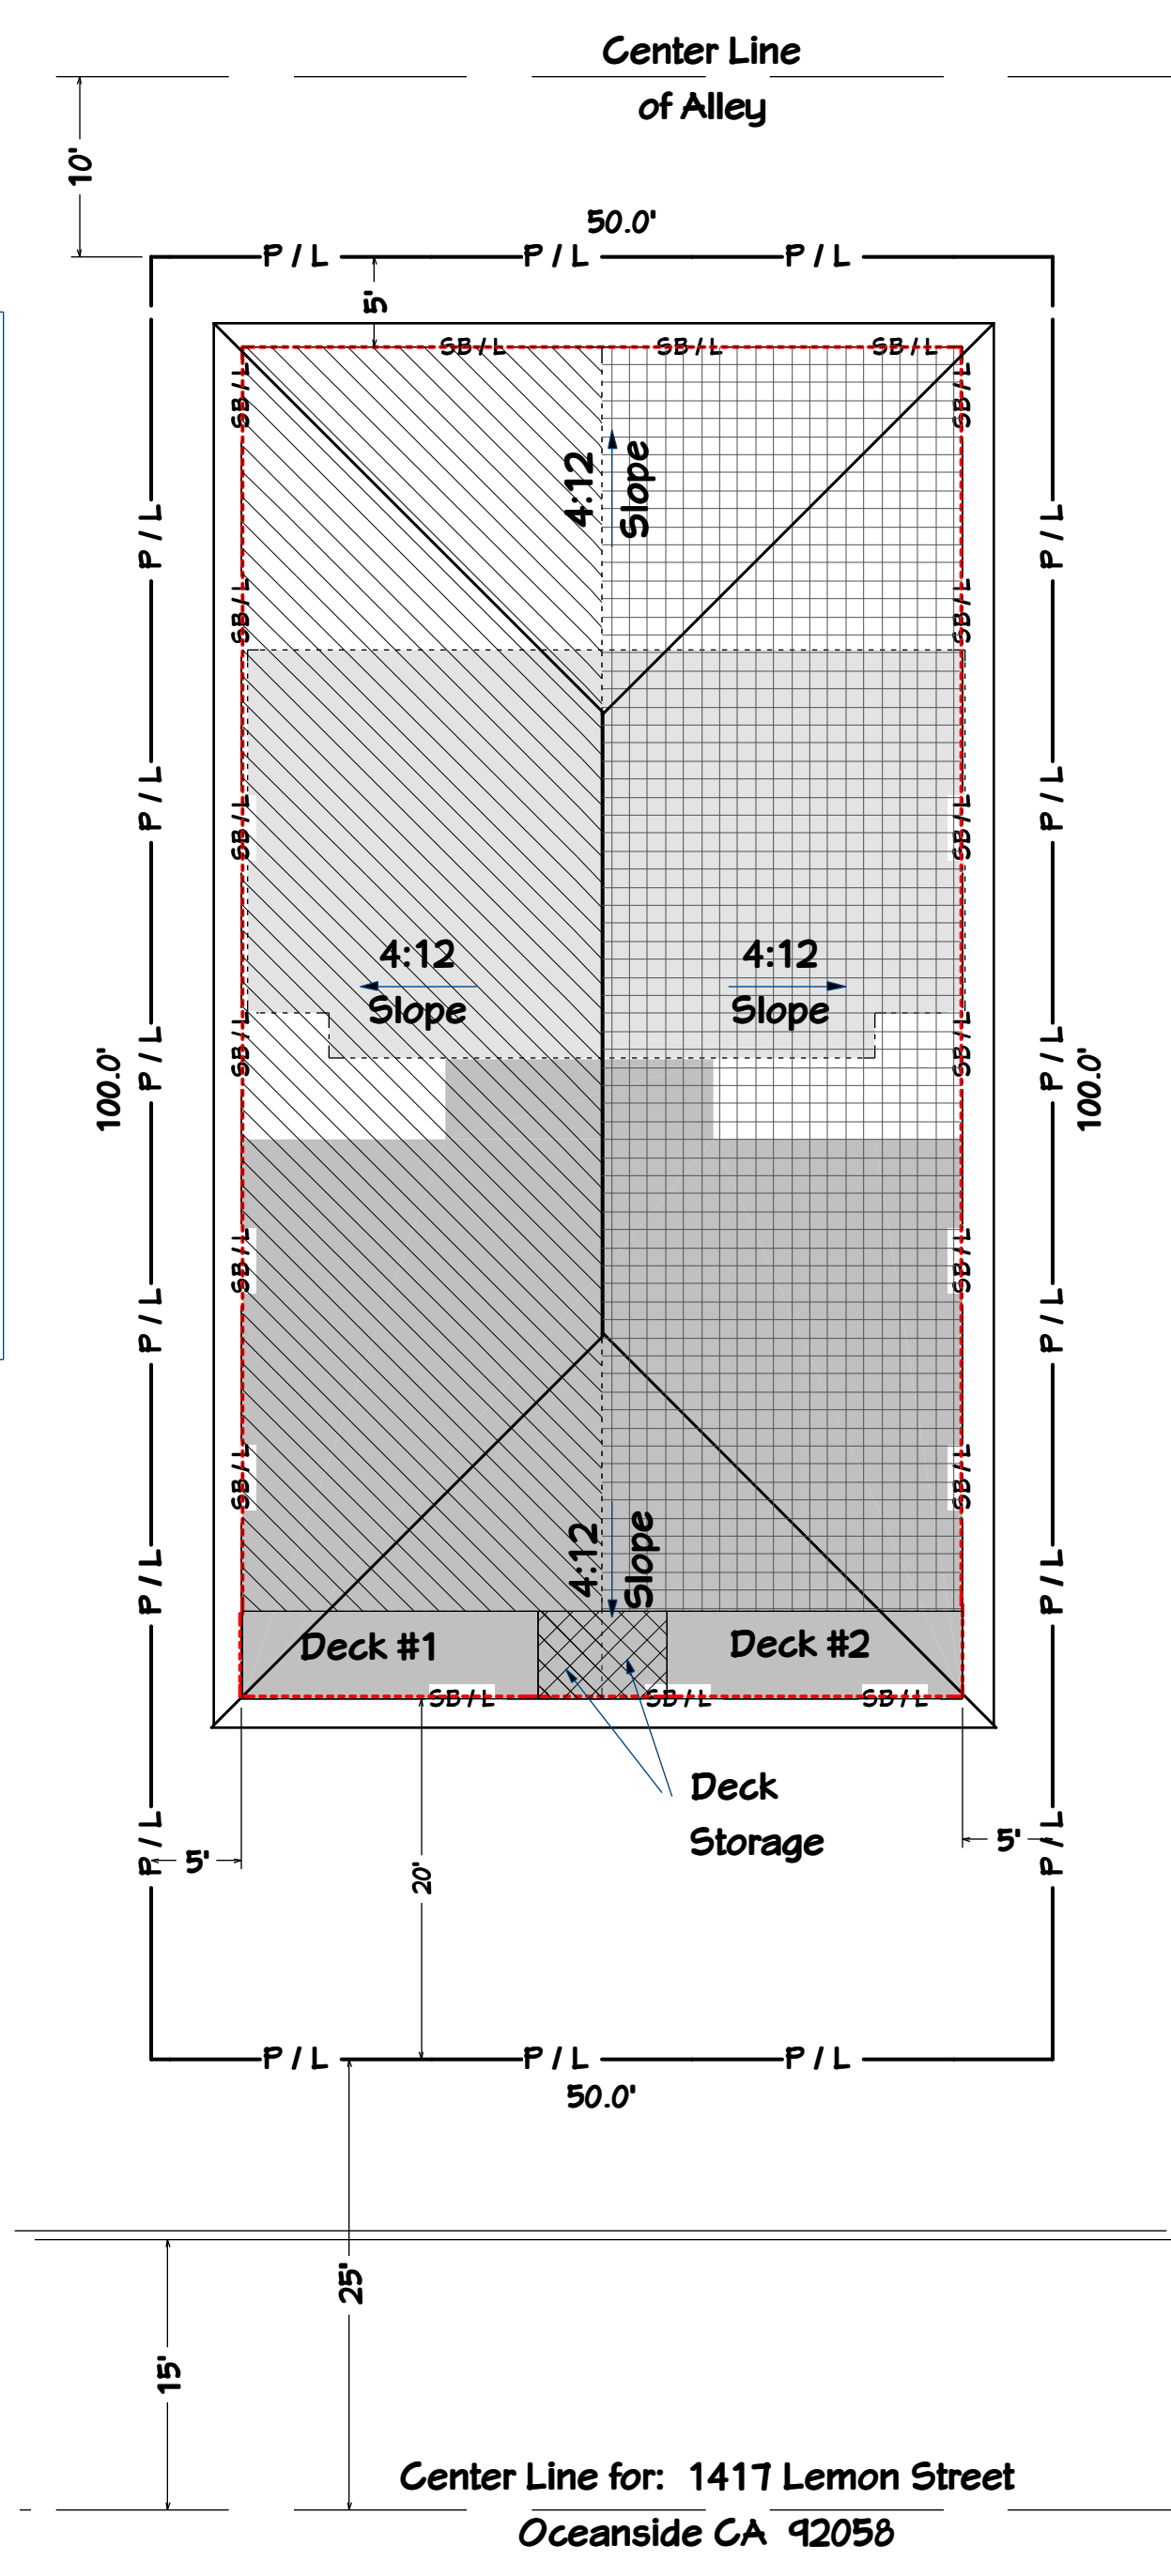 Center Line
of Alley
10'
50.0'
P / L P / L P / L
5'
SB / L SB / L SB / L
SB / L SB / L
4:12
Slope
P / L P / L
SB / L SB / L
P / L P / L
SB / L SB / L
4:12 4:12
Slope Slope
SB / L SB / L
P / L P / L
100.0' 100.0'
SB / L SB / L
P / L P / L
SB / L SB / L
4:12
Slope
P / L P / L
Deck #1 Deck #2
SB / L SB / L SB / L
Deck
Storage
P / L P / L
5' 5'
20'
P / L P / L P / L
50.0'
25'
15'
Center Line for: 1417 Lemon Street
Oceanside CA 92058